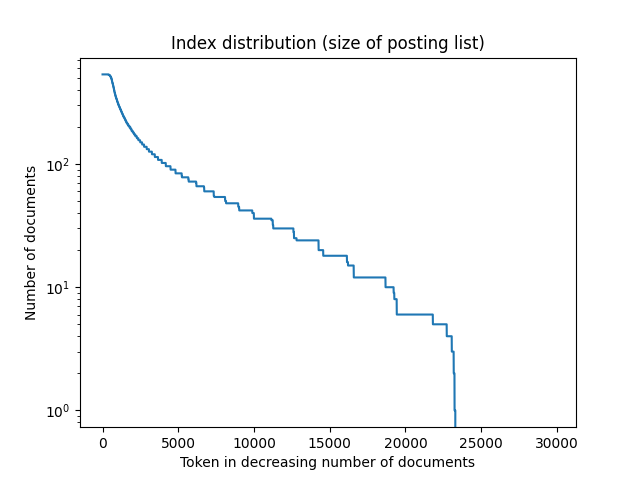 Index distribution (size of posting list)
Number of documents
10²
10¹
10⁰
0 5000 10000 15000 20000 25000 30000
Token in decreasing number of documents